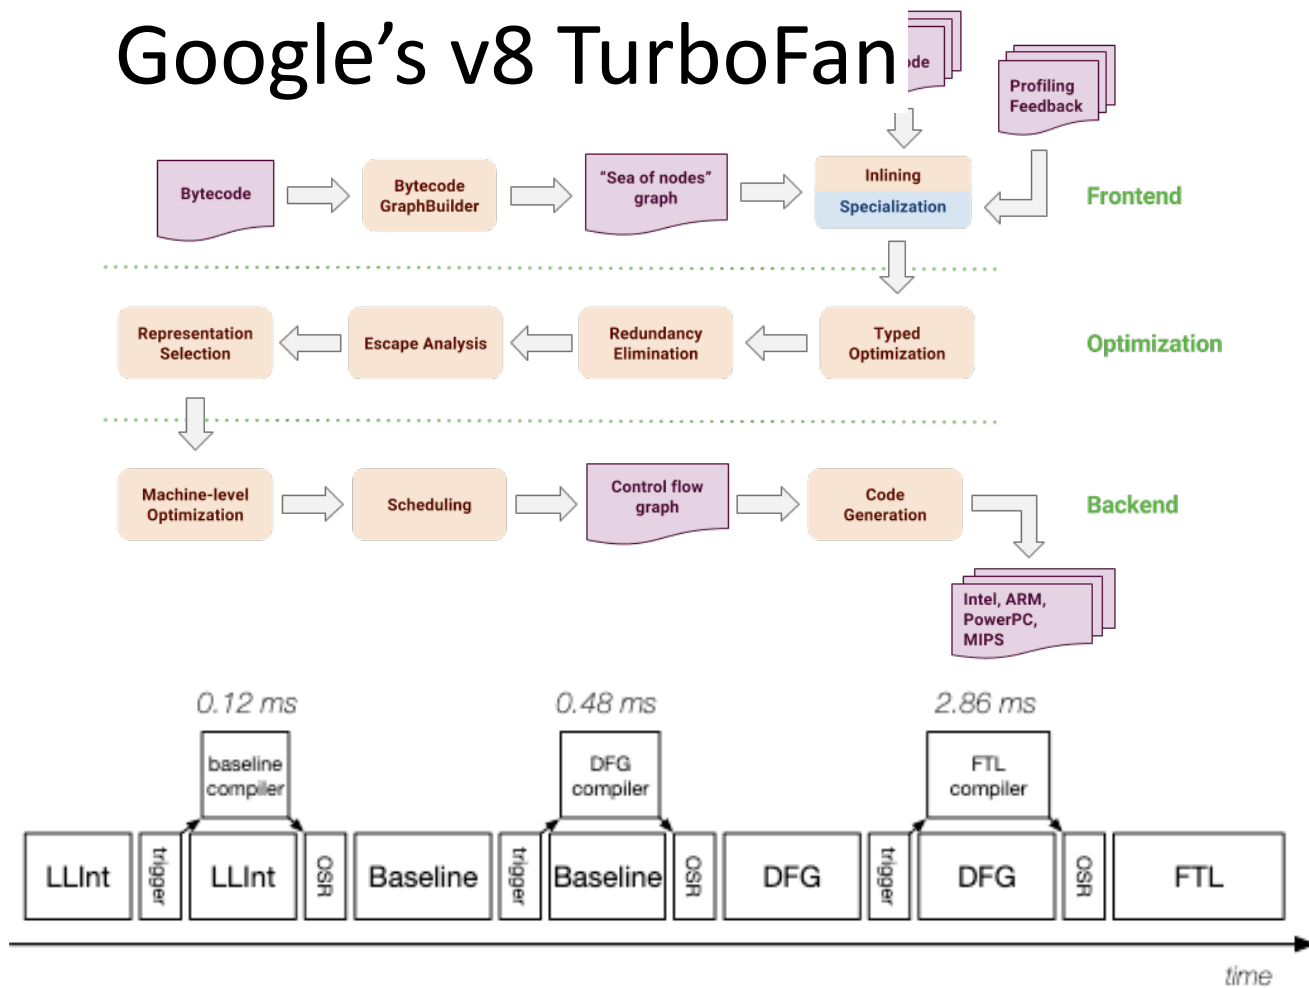 Google's v8 TurboFan
ode
Profiling
Feedback
Bytecode
Bytecode
GraphBuilder
"Sea of nodes"
graph
Inlining
Specialization
Frontend
Representation
Selection
Escape Analysis
Redundancy
Elimination
Typed
Optimization
Optimization
Machine-level
Optimization
Scheduling
Control flow
graph
Code
Generation
Backend
Intel, ARM,
PowerPC,
MIPS
0.12 ms
0.48 ms
2.86 ms
baseline
compiler
DFG
compiler
FTL
compiler
LLInt
trigger
LLInt
OSR
Baseline
trigger
Baseline
OSR
DFG
trigger
DFG
OSR
FTL
time